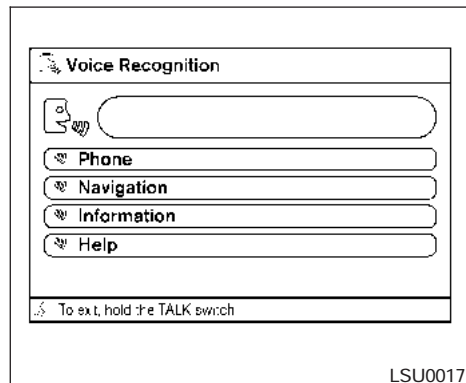 Voice Recognition
Phone
Navigation
Information
Help
To exit, hold the TALK switch
LSU0017